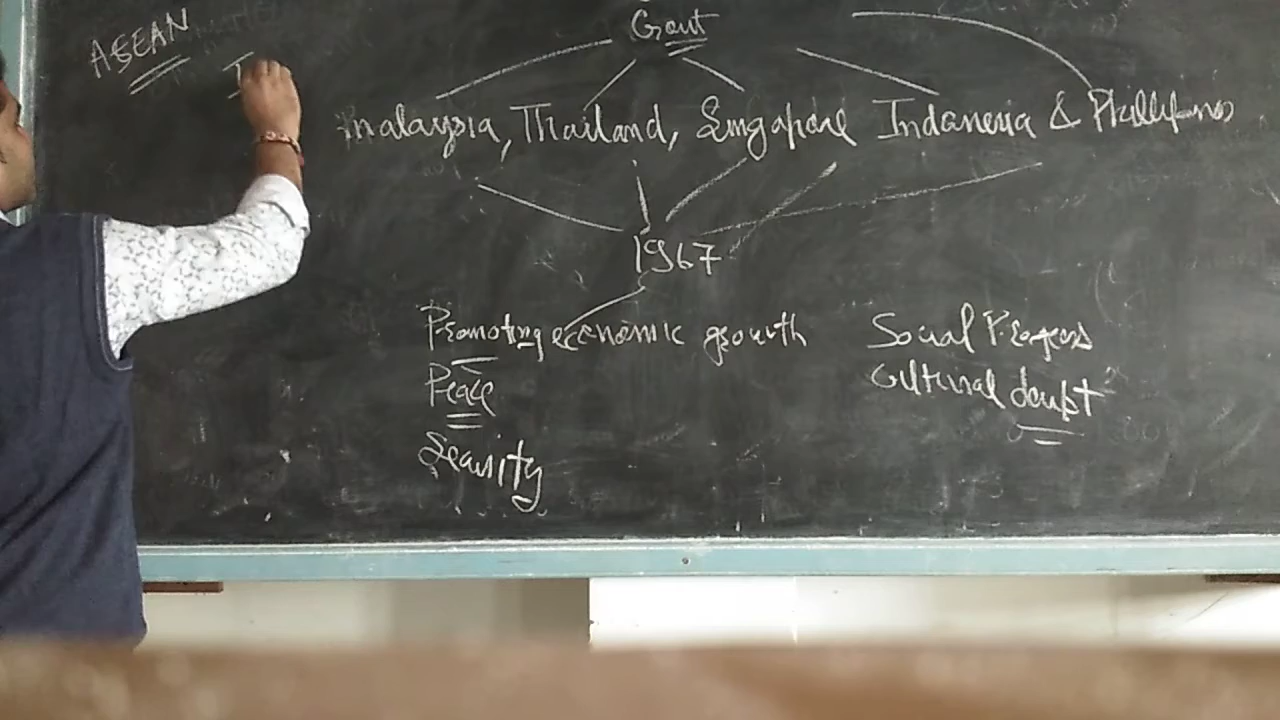 ASEAN
I
Govt
malaysia, Thailand, Singapore Indonesia & Phillipines
1967
Promoting economic growth
Peace
Security
Social Progress
Cultural devpt